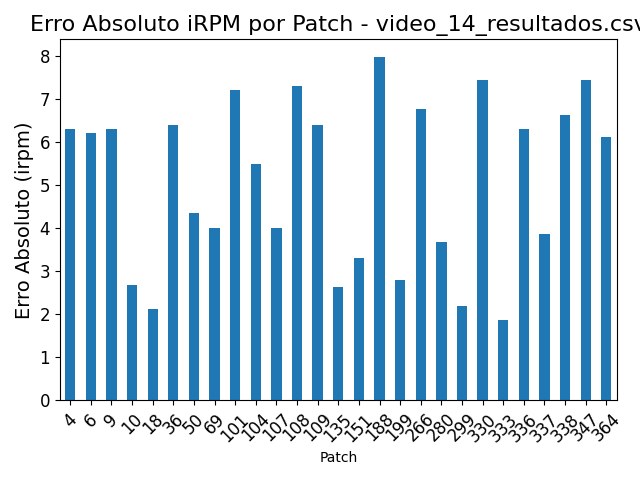 Erro Absoluto iRPM por Patch - video_14_resultados.csv
Erro Absoluto (irpm)
8
7
6
5
4
3
2
1
0
4 6 9 10 18 36 50 69 101 104 107 108 109 135 151 188 199 266 280 299 330 333 336 337 338 347 364
Patch